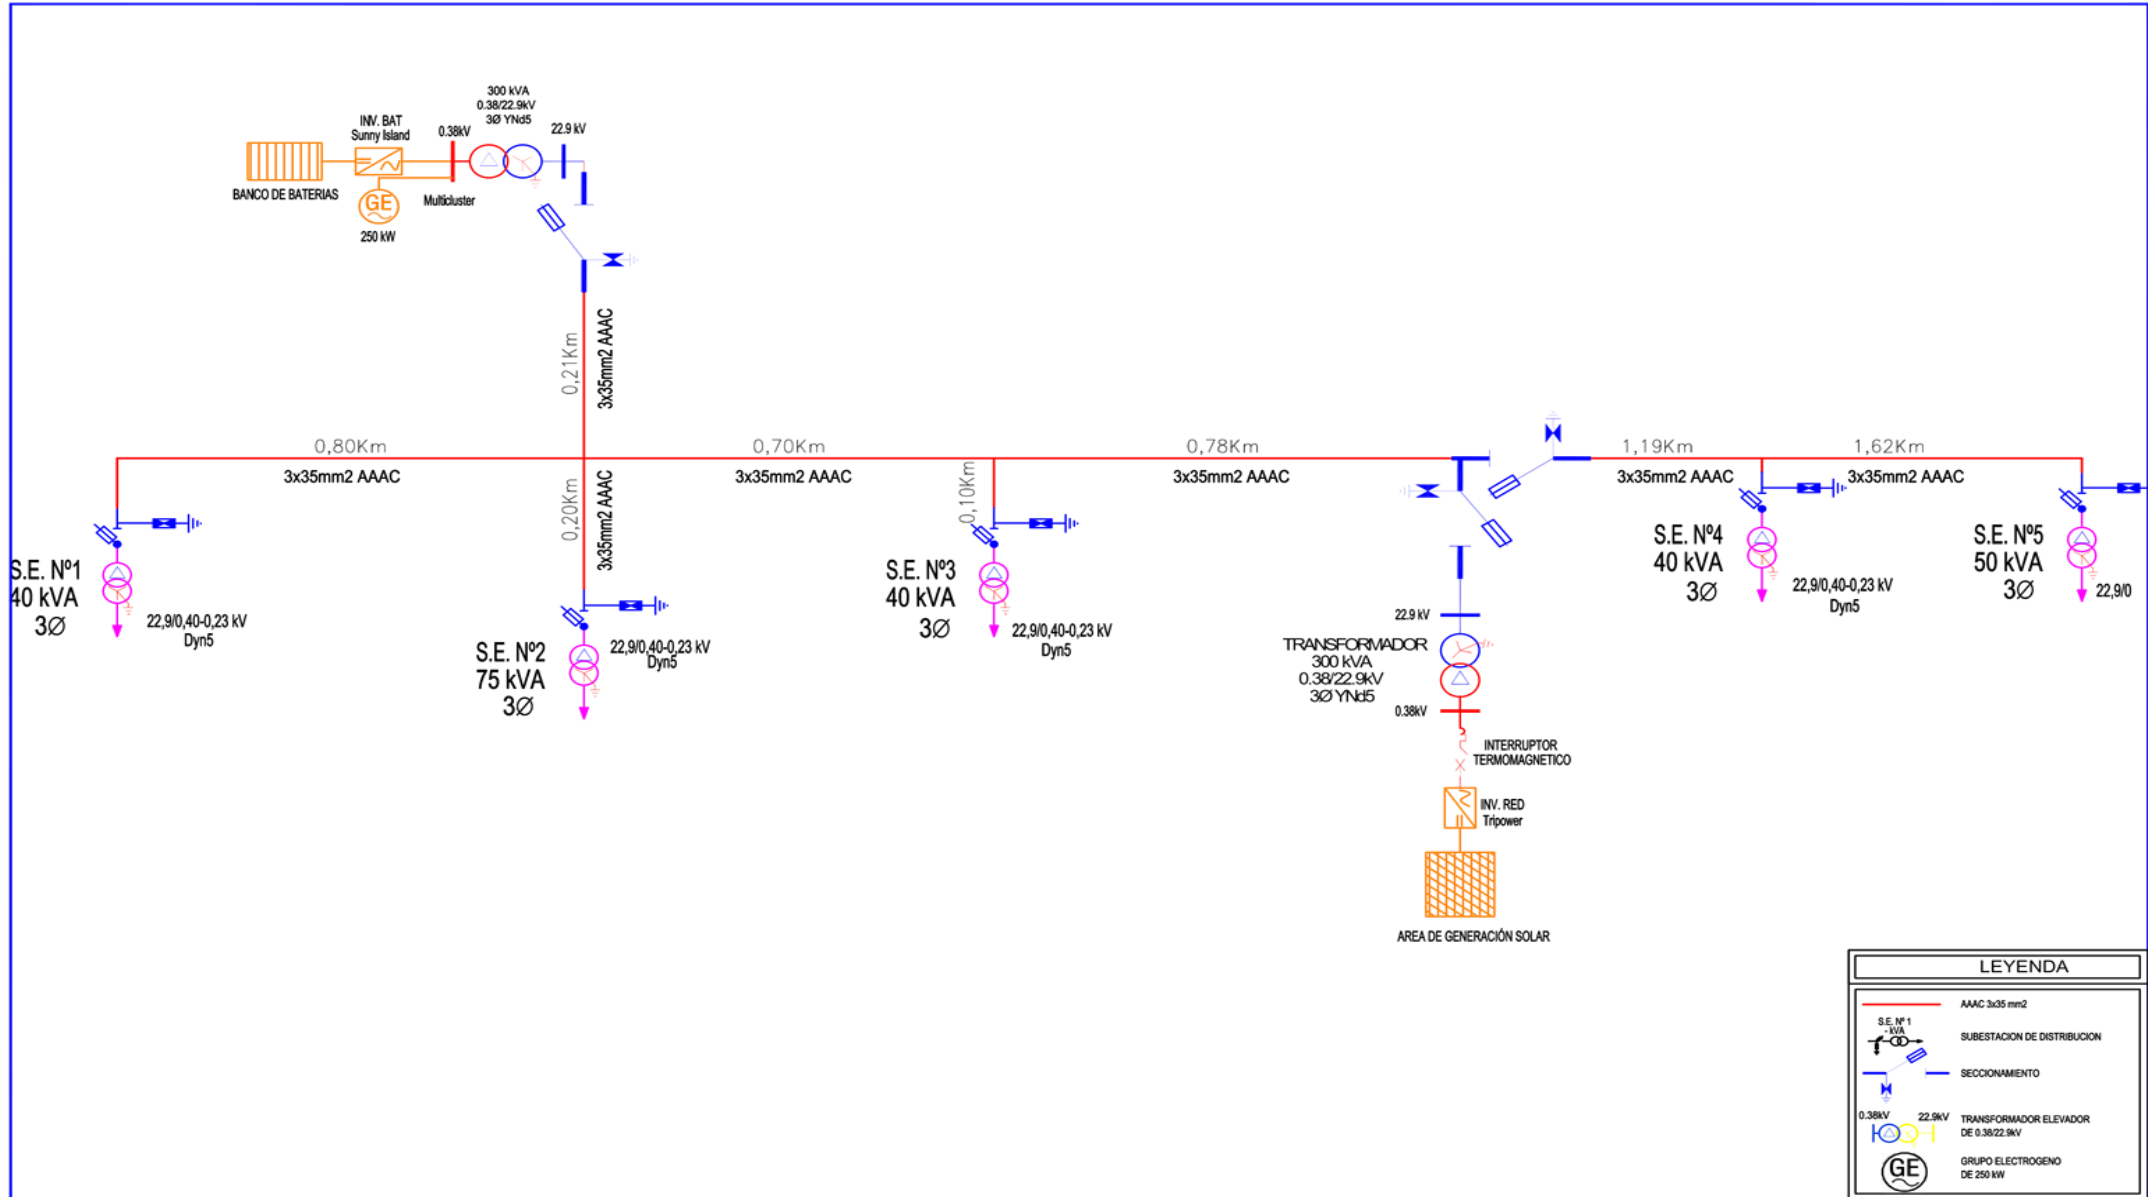 300 kVA
0.38/22.9kV
3Ø YNd5
INV. BAT
Sunny Island
0.38kV
22.9 kV
BANCO DE BATERIAS
GE
Multicluster
250 kW
0,21Km
3x35mm2 AAAC
0,80Km
3x35mm2 AAAC
0,70Km
3x35mm2 AAAC
0,78Km
3x35mm2 AAAC
1,19Km
3x35mm2 AAAC
1,62Km
3x35mm2 AAAC
0,20Km
3x35mm2 AAAC
0,10Km
S.E. Nº1
40 kVA
3Ø
22,9/0,40-0,23 kV
Dyn5
S.E. Nº2
75 kVA
3Ø
22,9/0,40-0,23 kV
Dyn5
S.E. Nº3
40 kVA
3Ø
22,9/0,40-0,23 kV
Dyn5
S.E. Nº4
40 kVA
3Ø
22,9/0,40-0,23 kV
Dyn5
S.E. Nº5
50 kVA
3Ø
22,9/0
22.9 kV
TRANSFORMADOR
300 kVA
0.38/22.9kV
3Ø YNd5
0.38kV
INTERRUPTOR
TERMOMAGNETICO
INV. RED
Tripower
AREA DE GENERACIÓN SOLAR
LEYENDA
AAAC 3x35 mm2
S.E. Nº 1
- kVA
SUBESTACION DE DISTRIBUCION
SECCIONAMIENTO
0.38kV
22.9kV
TRANSFORMADOR ELEVADOR
DE 0.38/22.9kV
GE
GRUPO ELECTROGENO
DE 250 kW